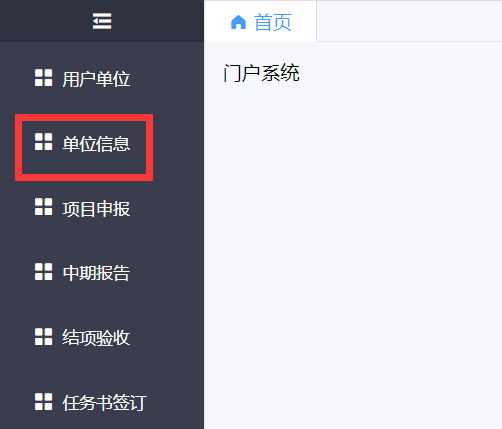 首页
门户系统
用户单位
单位信息
项目申报
中期报告
结项验收
任务书签订